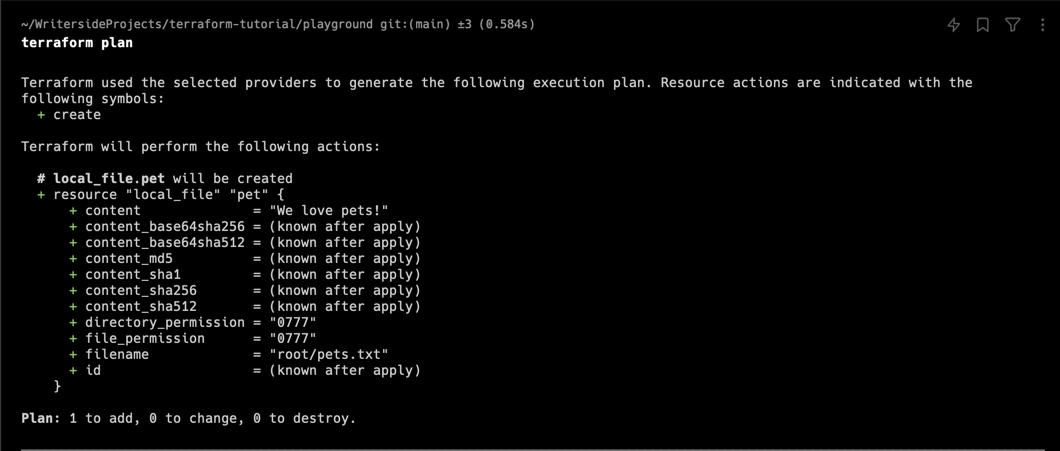 ~/WritersideProjects/terraform-tutorial/playground git:(main) ±3 (0.584s)
terraform plan
Terraform used the selected providers to generate the following execution plan. Resource actions are indicated with the
following symbols:
  + create
Terraform will perform the following actions:
  # local_file.pet will be created
  + resource "local_file" "pet" {
      + content              = "We love pets!"
      + content_base64sha256 = (known after apply)
      + content_base64sha512 = (known after apply)
      + content_md5          = (known after apply)
      + content_sha1         = (known after apply)
      + content_sha256       = (known after apply)
      + content_sha512       = (known after apply)
      + directory_permission = "0777"
      + file_permission      = "0777"
      + filename             = "root/pets.txt"
      + id                   = (known after apply)
    }
Plan: 1 to add, 0 to change, 0 to destroy.